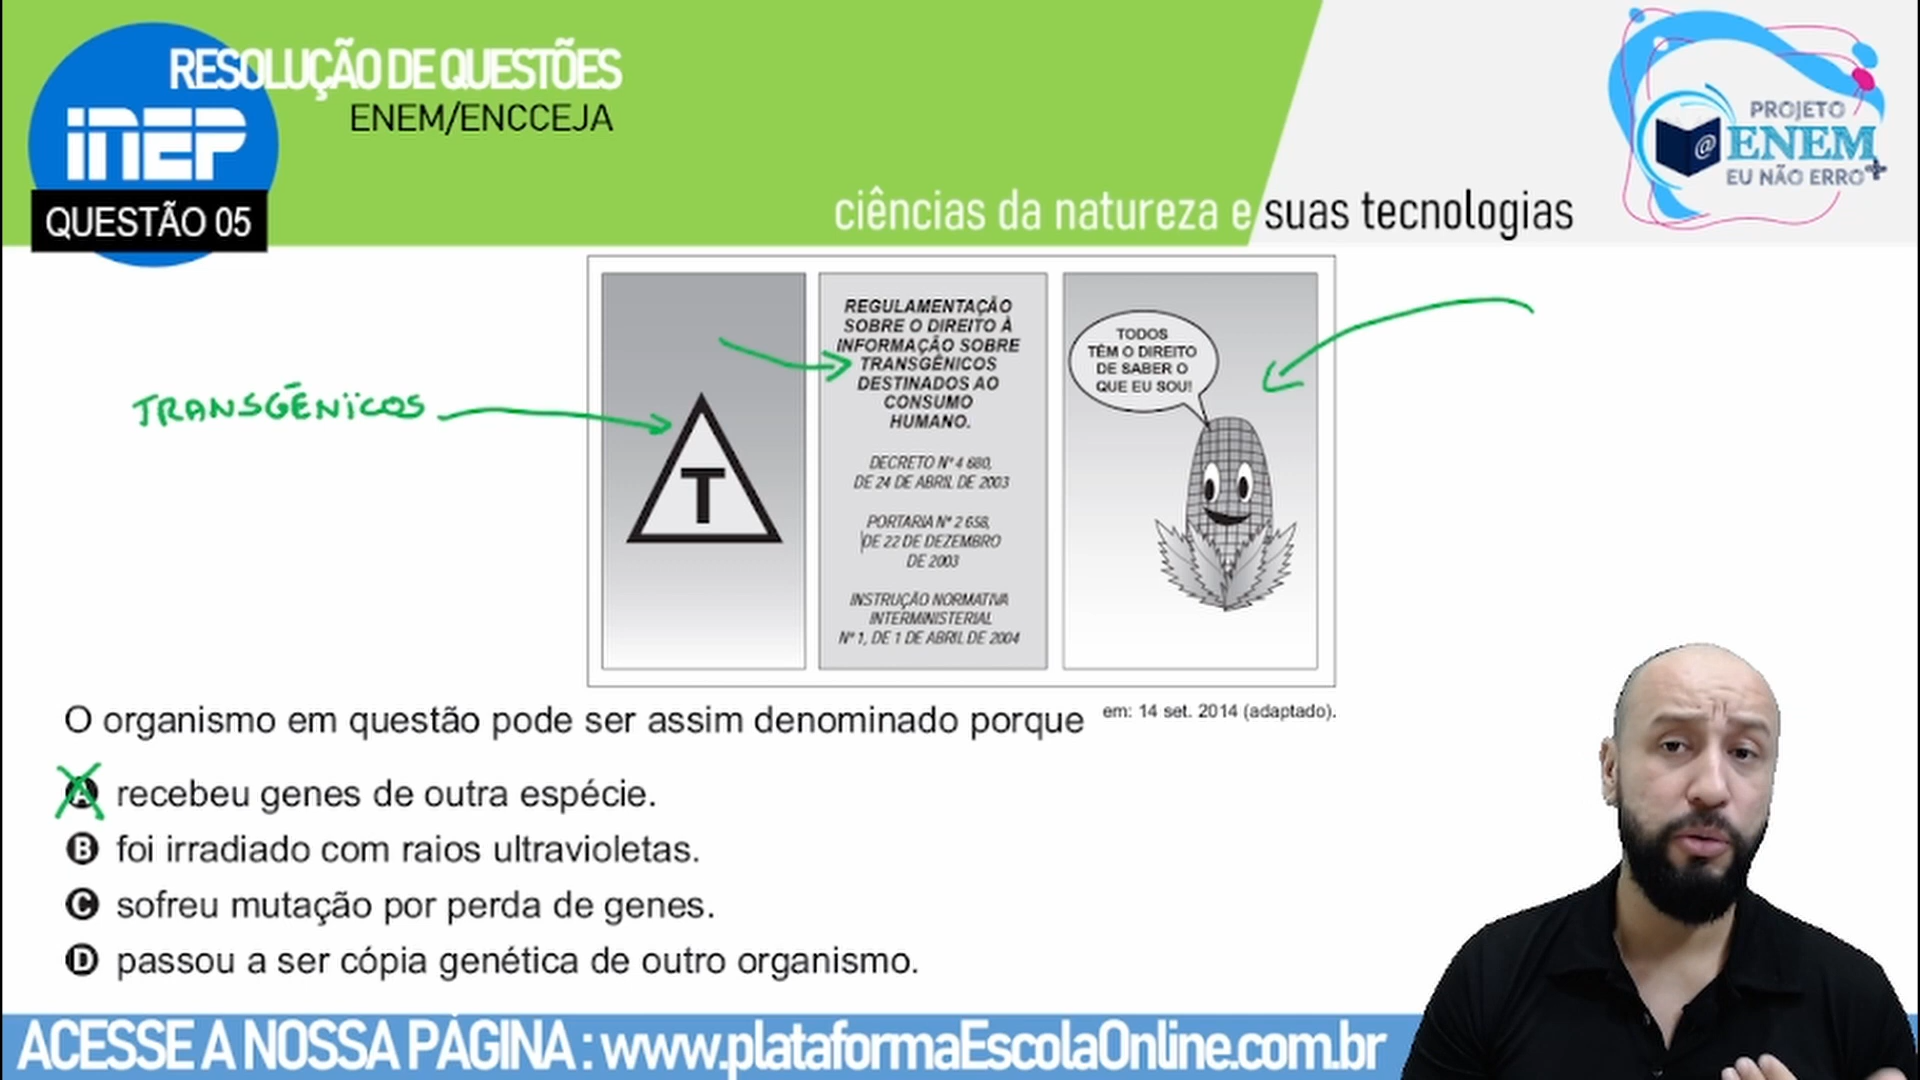 RESOLUÇÃO DE QUESTÕES
ENEM/ENCCEJA
inep
QUESTÃO 05
ciências da natureza e suas tecnologias
PROJETO
@ENEM+
EU NÃO ERRO
TRANSGÊNICOS
T
REGULAMENTAÇÃO
SOBRE O DIREITO À
INFORMAÇÃO SOBRE
TRANSGÊNICOS
DESTINADOS AO
CONSUMO
HUMANO.
DECRETO Nº 4 680,
DE 24 DE ABRIL DE 2003
PORTARIA Nº 2 658,
DE 22 DE DEZEMBRO
DE 2003
INSTRUÇÃO NORMATIVA
INTERMINISTERIAL
Nº 1, DE 1 DE ABRIL DE 2004
TODOS
TÊM O DIREITO
DE SABER O
QUE EU SOU!
em: 14 set. 2014 (adaptado).
O organismo em questão pode ser assim denominado porque
A recebeu genes de outra espécie.
B foi irradiado com raios ultravioletas.
C sofreu mutação por perda de genes.
D passou a ser cópia genética de outro organismo.
ACESSE A NOSSA PÁGINA : www.plataformaEscolaOnline.com.br